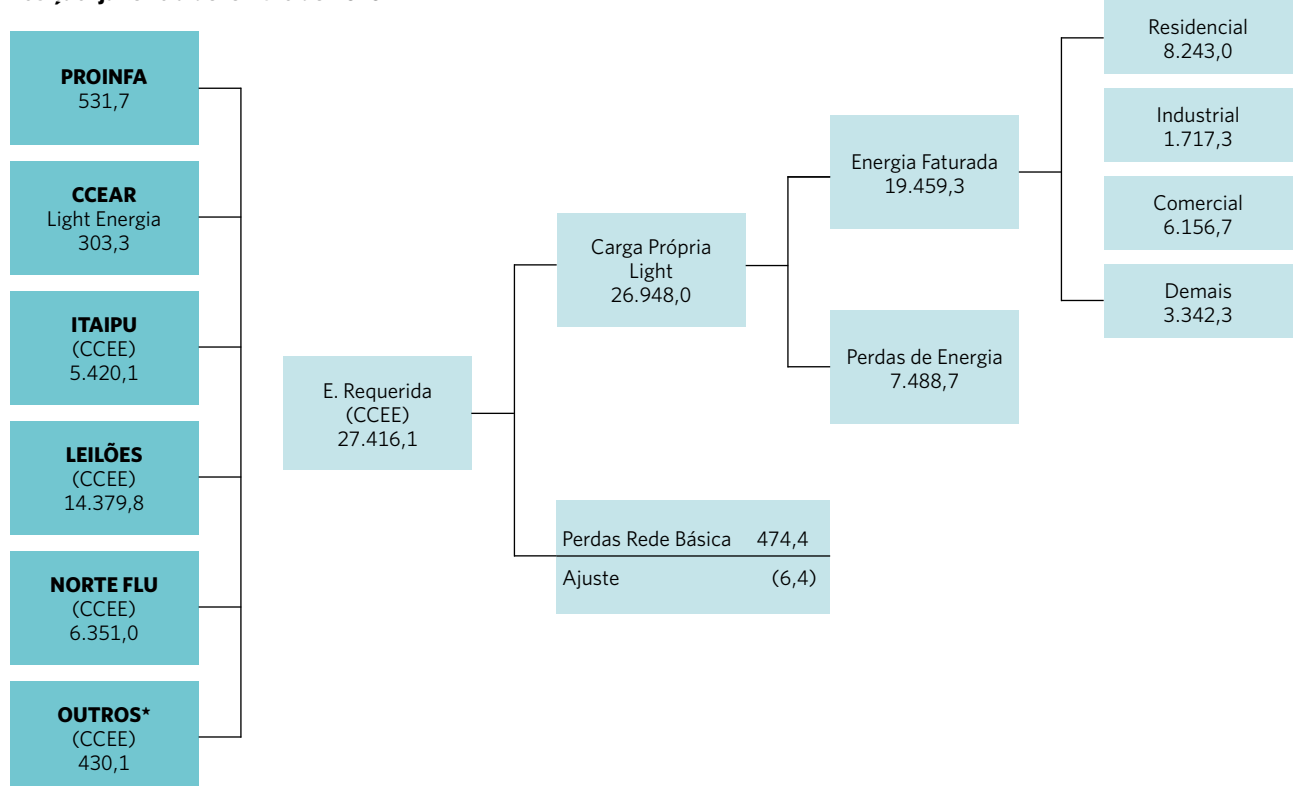 PROINFA
531,7
CCEAR
Light Energia
303,3
ITAIPU
(CCEE)
5.420,1
LEILÕES
(CCEE)
14.379,8
NORTE FLU
(CCEE)
6.351,0
OUTROS*
(CCEE)
430,1
E. Requerida
(CCEE)
27.416,1
Carga Própria
Light
26.948,0
Perdas Rede Básica 474,4
Ajuste (6,4)
Energia Faturada
19.459,3
Perdas de Energia
7.488,7
Residencial
8.243,0
Industrial
1.717,3
Comercial
6.156,7
Demais
3.342,3